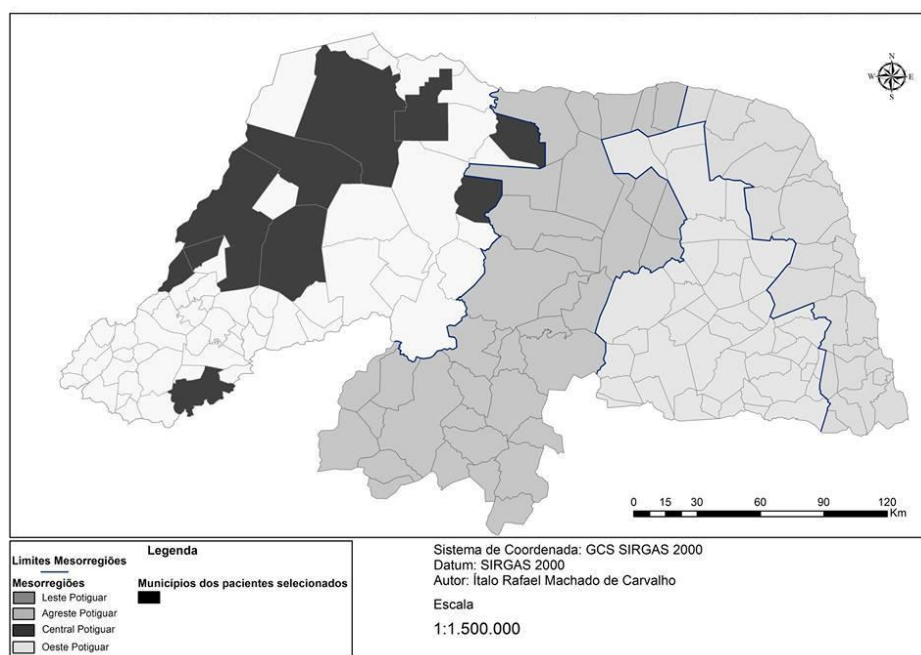 N
W E
S
0 15 30 60 90 120
Km
Legenda
Limites Mesorregiões
Mesorregiões
Leste Potiguar
Agreste Potiguar
Central Potiguar
Oeste Potiguar
Municípios dos pacientes selecionados
Sistema de Coordenada: GCS SIRGAS 2000
Datum: SIRGAS 2000
Autor: Ítalo Rafael Machado de Carvalho
Escala
1:1.500.000